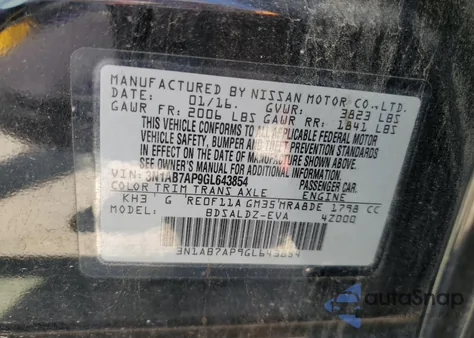 MANUFACTURED BY NISSAN MOTOR CO.,LTD.
DATE: 01/16. GVWR: 3823 LBS
GAWR FR: 2006 LBS GAWR RR: 1841 LBS
THIS VEHICLE CONFORMS TO ALL APPLICABLE FEDERAL MOTOR
VEHICLE SAFETY, BUMPER, AND THEFT PREVENTION STANDARDS
IN EFFECT ON THE DATE OF MANUFACTURE SHOWN ABOVE.
SEE OWNER'S MANUAL
VIN: 3N1AB7AP9GL643854 PASSENGER CAR
COLOR TRIM TRANS AXLE ENGINE
KH3 G RE0F11A GM35 MRA8DE 1798 CC
MODEL: BDSALDZ-EVA 42000
3N1AB7AP9GL643854
autoSnap